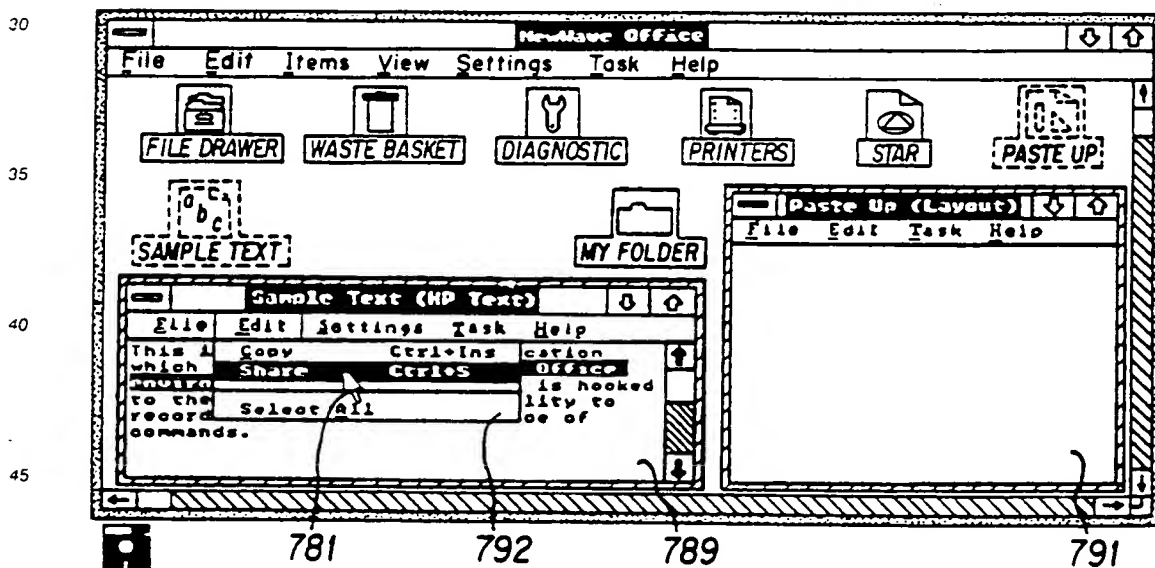 30
NewWave Office
File Edit Items View Settings Task Help
FILE DRAWER WASTE BASKET DIAGNOSTIC PRINTERS STAR PASTE UP
35
a b c
SAMPLE TEXT MY FOLDER
Paste Up (Layout)
File Edit Task Help
Sample Text (HP Text)
40
File Edit Settings Task Help
This i Copy Ctrl+Ins cation
which Share Ctrl+S Office
enviro is hooked
to the Select All lity to
record pe of
commands.
45
781 792 789 791